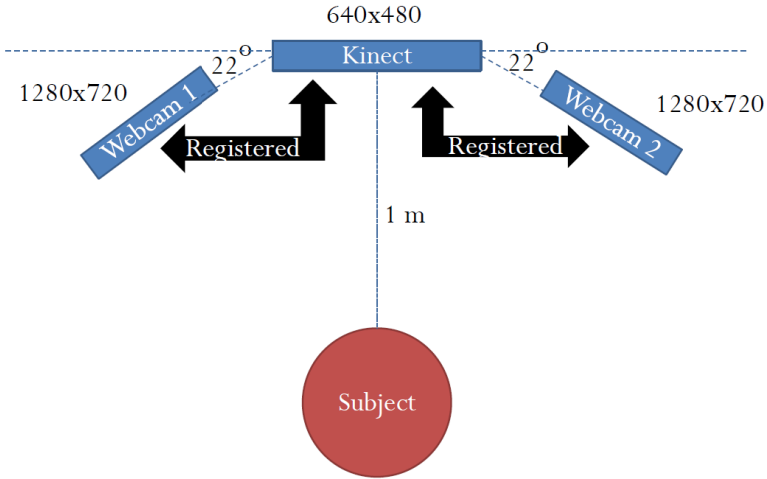 640x480
Kinect
22°
22°
1280x720
Webcam 1
Webcam 2
1280x720
Registered
Registered
1 m
Subject